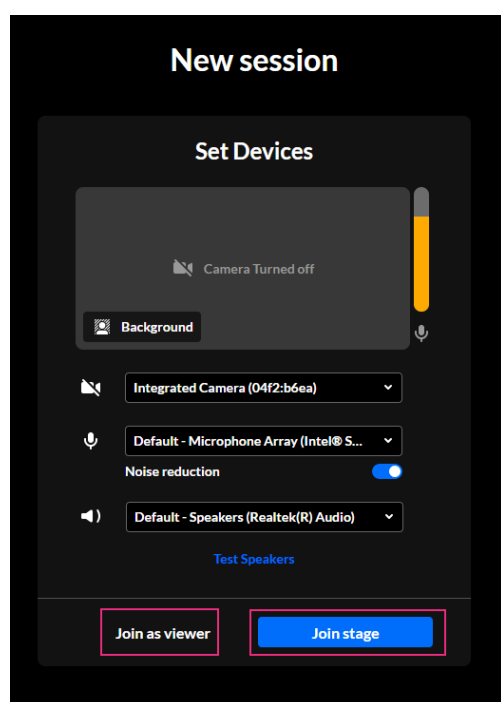 New session
Set Devices
Camera Turned off
Background
Integrated Camera (04f2:b6ea)
Default - Microphone Array (Intel® S...
Noise reduction
Default - Speakers (Realtek(R) Audio)
Test Speakers
Join as viewer
Join stage